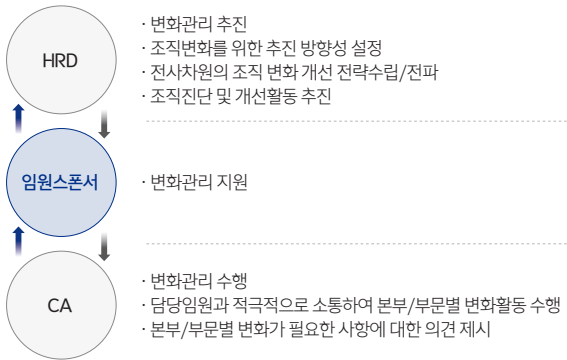 HRD
· 변화관리 추진
· 조직변화를 위한 추진 방향성 설정
· 전사차원의 조직 변화 개선 전략수립/전파
· 조직진단 및 개선활동 추진
임원스폰서
· 변화관리 지원
CA
· 변화관리 수행
· 담당임원과 적극적으로 소통하여 본부/부문별 변화활동 수행
· 본부/부문별 변화가 필요한 사항에 대한 의견 제시